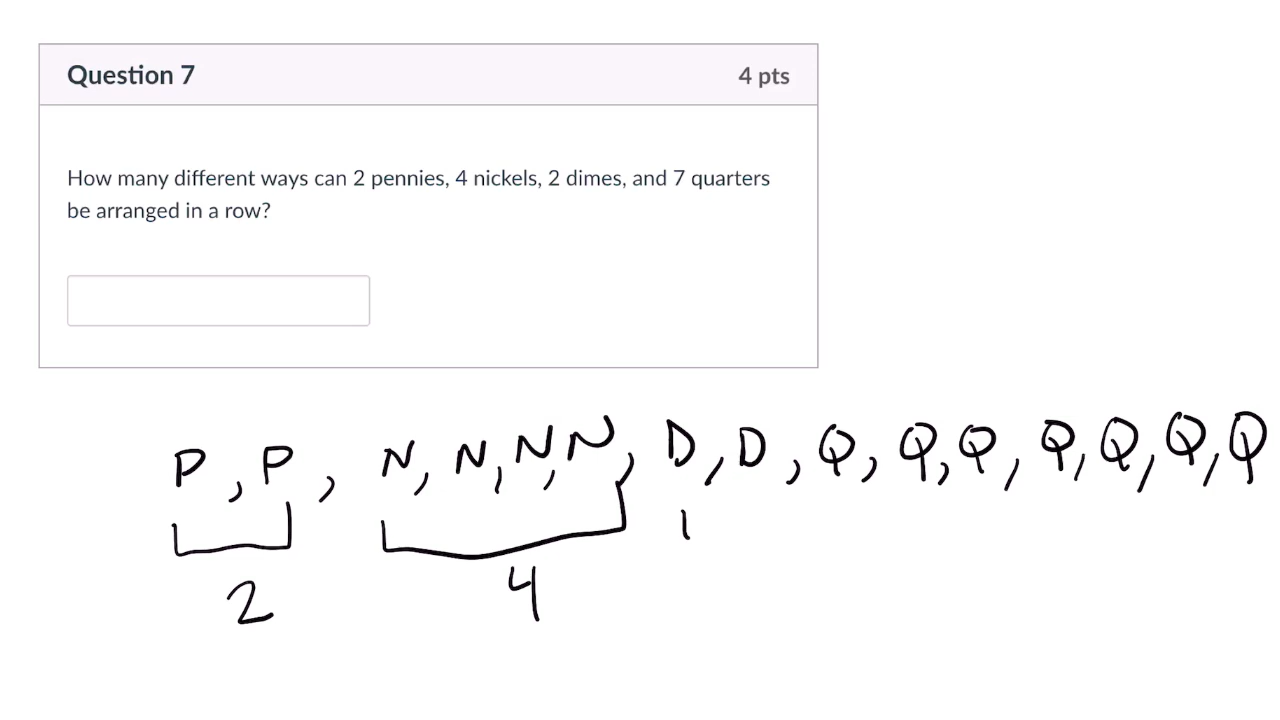 Question 7 4 pts
How many different ways can 2 pennies, 4 nickels, 2 dimes, and 7 quarters
be arranged in a row?
P, P, N, N, N, N, D, D, Q, Q, Q, Q, Q, Q, Q
2 4